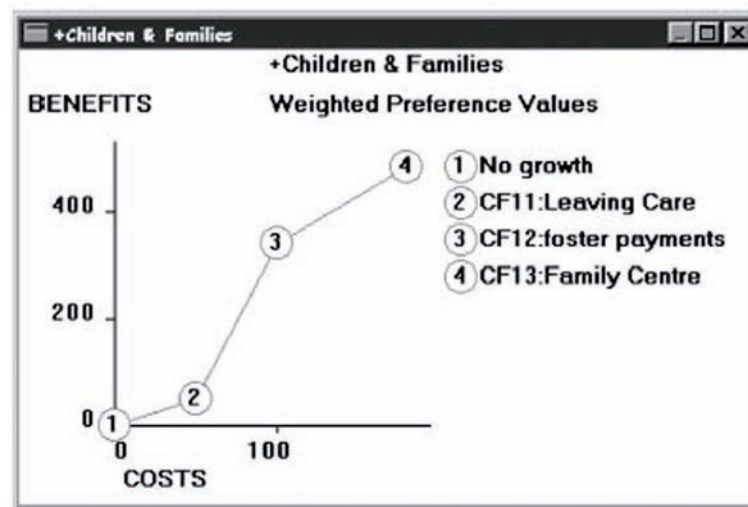 +Children & Families
+Children & Families
BENEFITS
Weighted Preference Values
400
200
0
0
100
COSTS
1
2
3
4
1 No growth
2 CF11:Leaving Care
3 CF12:foster payments
4 CF13:Family Centre